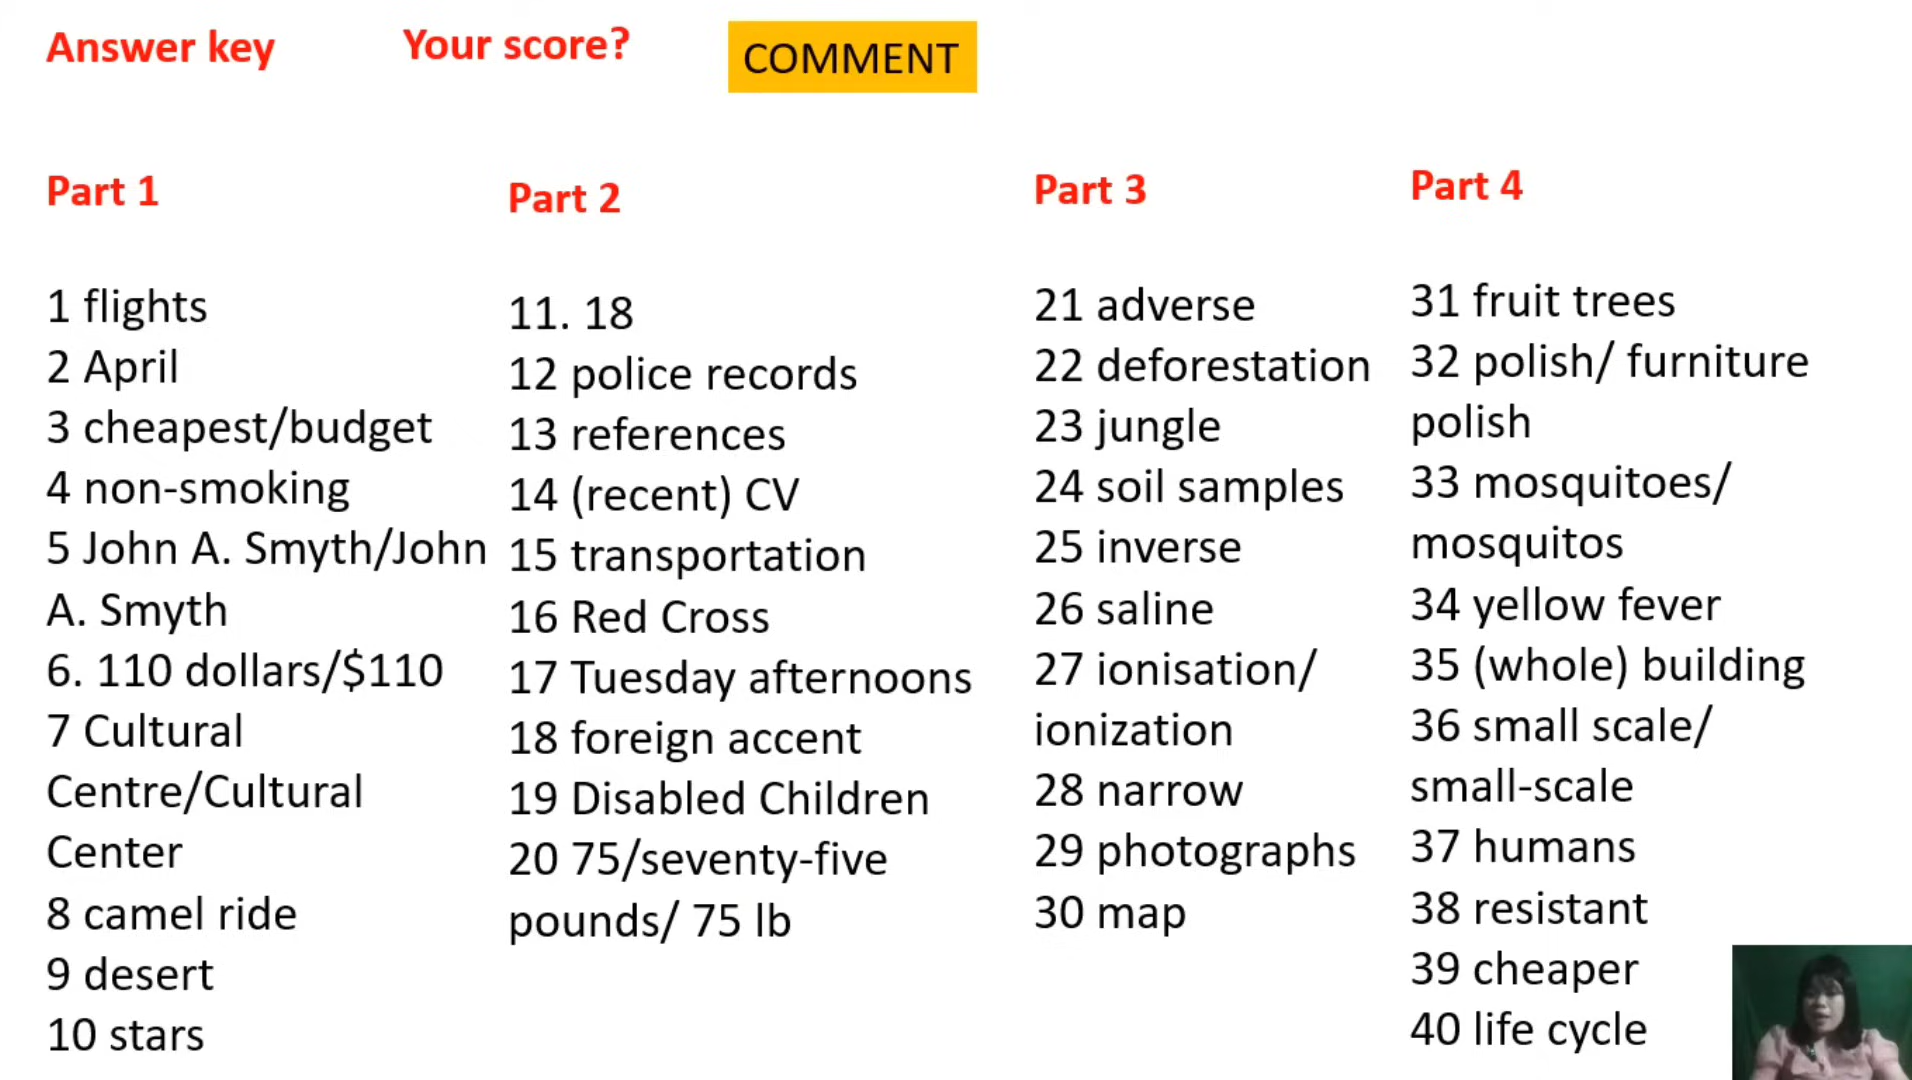 Answer key
Your score?
COMMENT
Part 1
1 flights
2 April
3 cheapest/budget
4 non-smoking
5 John A. Smyth/John
A. Smyth
6. 110 dollars/$110
7 Cultural
Centre/Cultural
Center
8 camel ride
9 desert
10 stars
Part 2
11. 18
12 police records
13 references
14 (recent) CV
15 transportation
16 Red Cross
17 Tuesday afternoons
18 foreign accent
19 Disabled Children
20 75/seventy-five
pounds/ 75 lb
Part 3
21 adverse
22 deforestation
23 jungle
24 soil samples
25 inverse
26 saline
27 ionisation/
ionization
28 narrow
29 photographs
30 map
Part 4
31 fruit trees
32 polish/ furniture
polish
33 mosquitoes/
mosquitos
34 yellow fever
35 (whole) building
36 small scale/
small-scale
37 humans
38 resistant
39 cheaper
40 life cycle